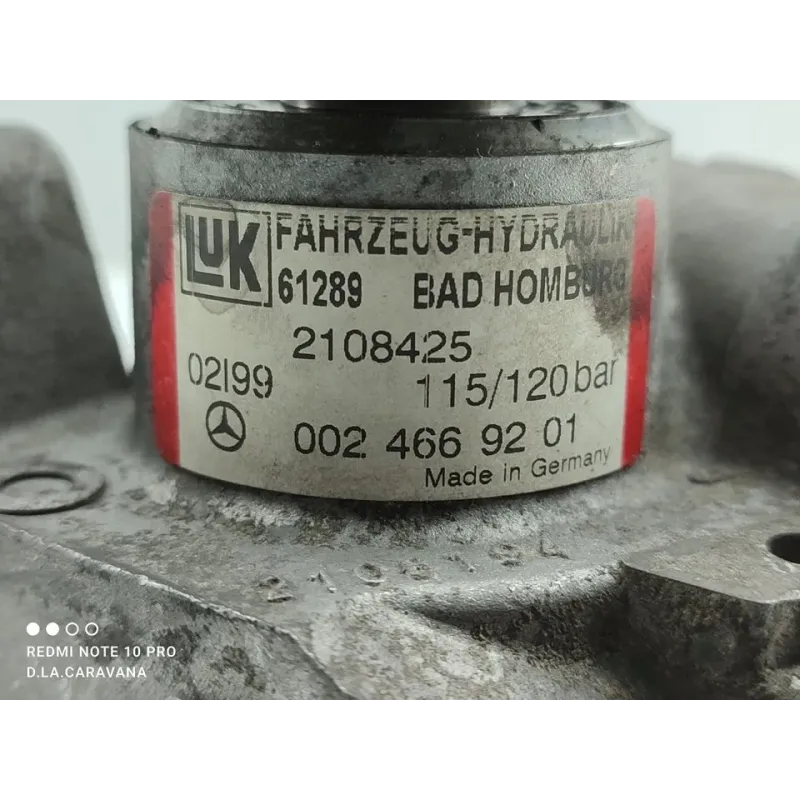 LUK FAHRZEUG-HYDRAULIK
61289 BAD HOMBURG
2108425
02I99 115/120 bar
002 466 92 01
Made in Germany
REDMI NOTE 10 PRO
D.LA.CARAVANA